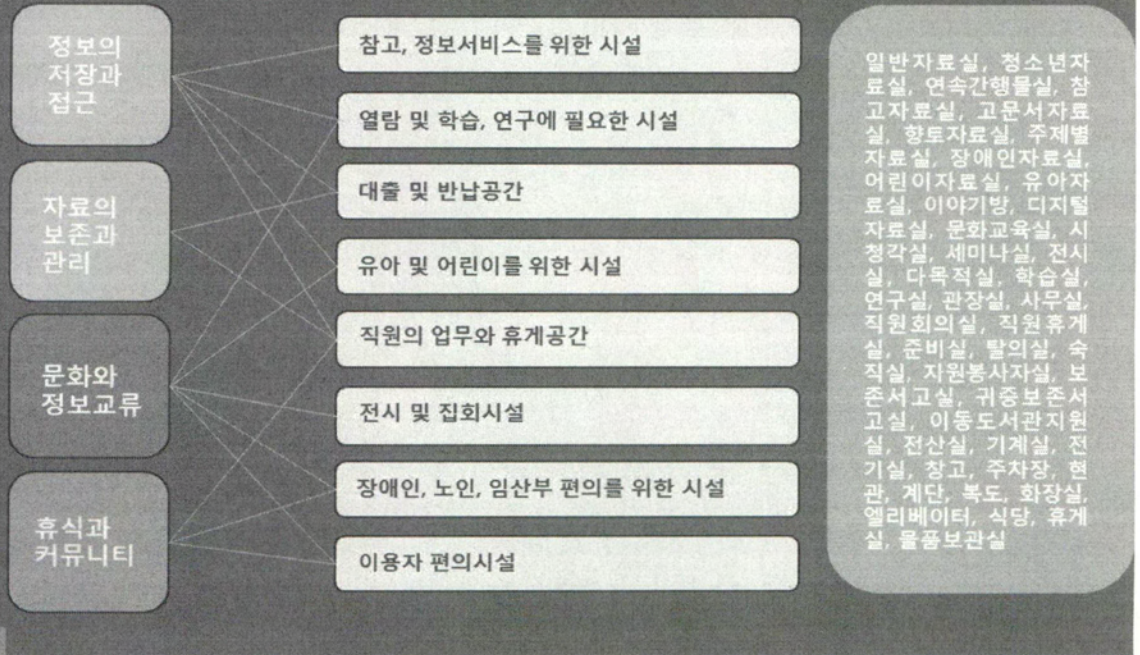 정보의
저장과
접근
자료의
보존과
관리
문화와
정보교류
휴식과
커뮤니티
참고, 정보서비스를 위한 시설
열람 및 학습, 연구에 필요한 시설
대출 및 반납공간
유아 및 어린이를 위한 시설
직원의 업무와 휴게공간
전시 및 집회시설
장애인, 노인, 임산부 편의를 위한 시설
이용자 편의시설
일반자료실, 청소년자
료실, 연속간행물실, 참
고자료실, 고문서자료
실, 향토자료실, 주제별
자료실, 장애인자료실,
어린이자료실, 유아자
료실, 이야기방, 디지털
자료실, 문화교육실, 시
청각실, 세미나실, 전시
실, 다목적실, 학습실,
연구실, 관장실, 사무실,
직원회의실, 직원휴게
실, 준비실, 탈의실, 숙
직실, 자원봉사자실, 보
존서고실, 귀중보존서
고실, 이동도서관지원
실, 전산실, 기계실, 전
기실, 창고, 주차장, 현
관, 계단, 복도, 화장실,
엘리베이터, 식당, 휴게
실, 물품보관실